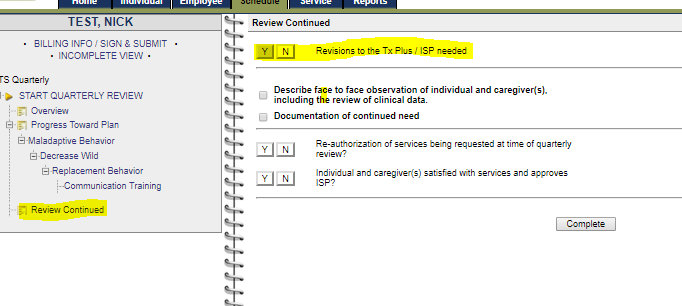 Home Individual Employee Schedule Service Reports
TEST, NICK
• BILLING INFO / SIGN & SUBMIT •
• INCOMPLETE VIEW •
TS Quarterly
START QUARTERLY REVIEW
Overview
Progress Toward Plan
Maladaptive Behavior
Decrease Wild
Replacement Behavior
Communication Training
Review Continued
Review Continued
Y N Revisions to the Tx Plus / ISP needed
Describe face to face observation of individual and caregiver(s),
including the review of clinical data.
Documentation of continued need
Y N Re-authorization of services being requested at time of quarterly
review?
Y N Individual and caregiver(s) satisfied with services and approves
ISP?
Complete